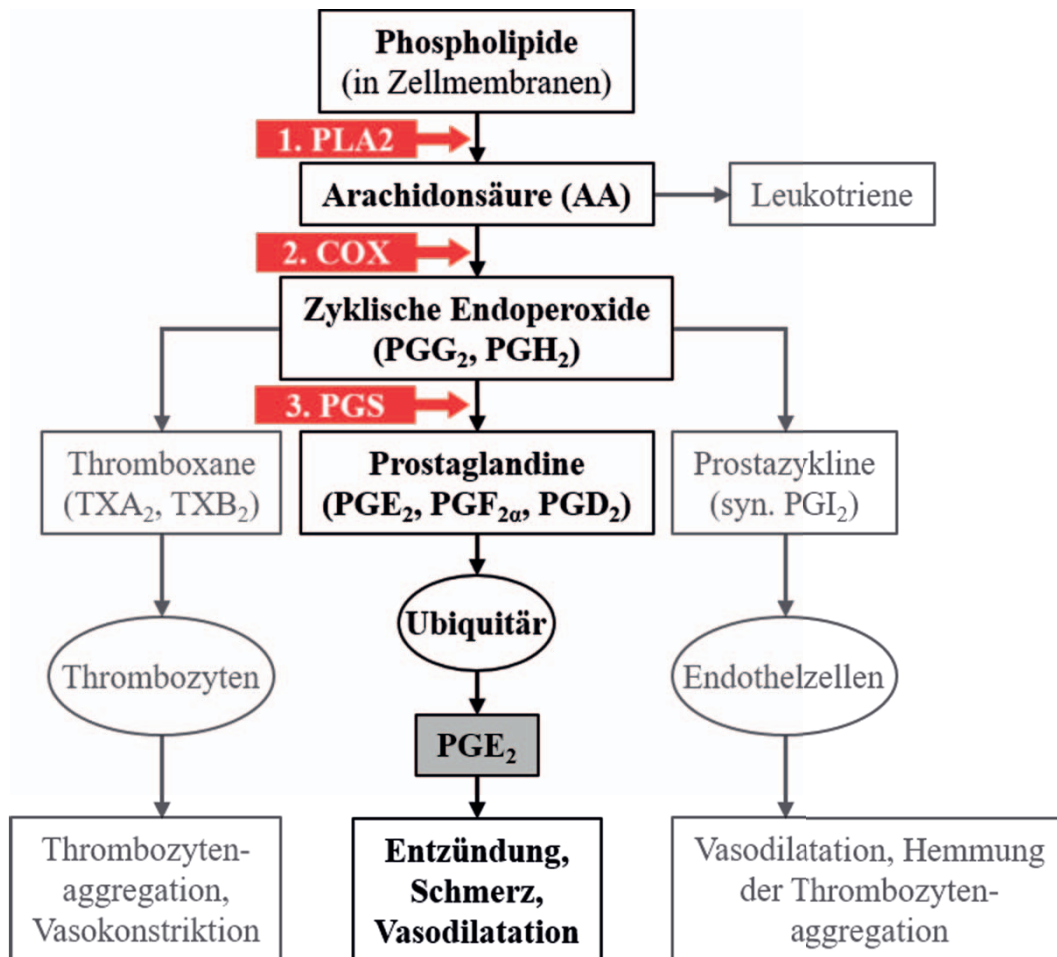 Phospholipide
(in Zellmembranen)
1. PLA2
Arachidonsäure (AA)
Leukotriene
2. COX
Zyklische Endoperoxide
(PGG₂, PGH₂)
3. PGS
Thromboxane
(TXA₂, TXB₂)
Prostaglandine
(PGE₂, PGF₂α, PGD₂)
Prostazykline
(syn. PGI₂)
Ubiquitär
Thrombozyten
Endothelzellen
PGE₂
Thrombozyten-
aggregation,
Vasokonstriktion
Entzündung,
Schmerz,
Vasodilatation
Vasodilatation, Hemmung
der Thrombozyten-
aggregation